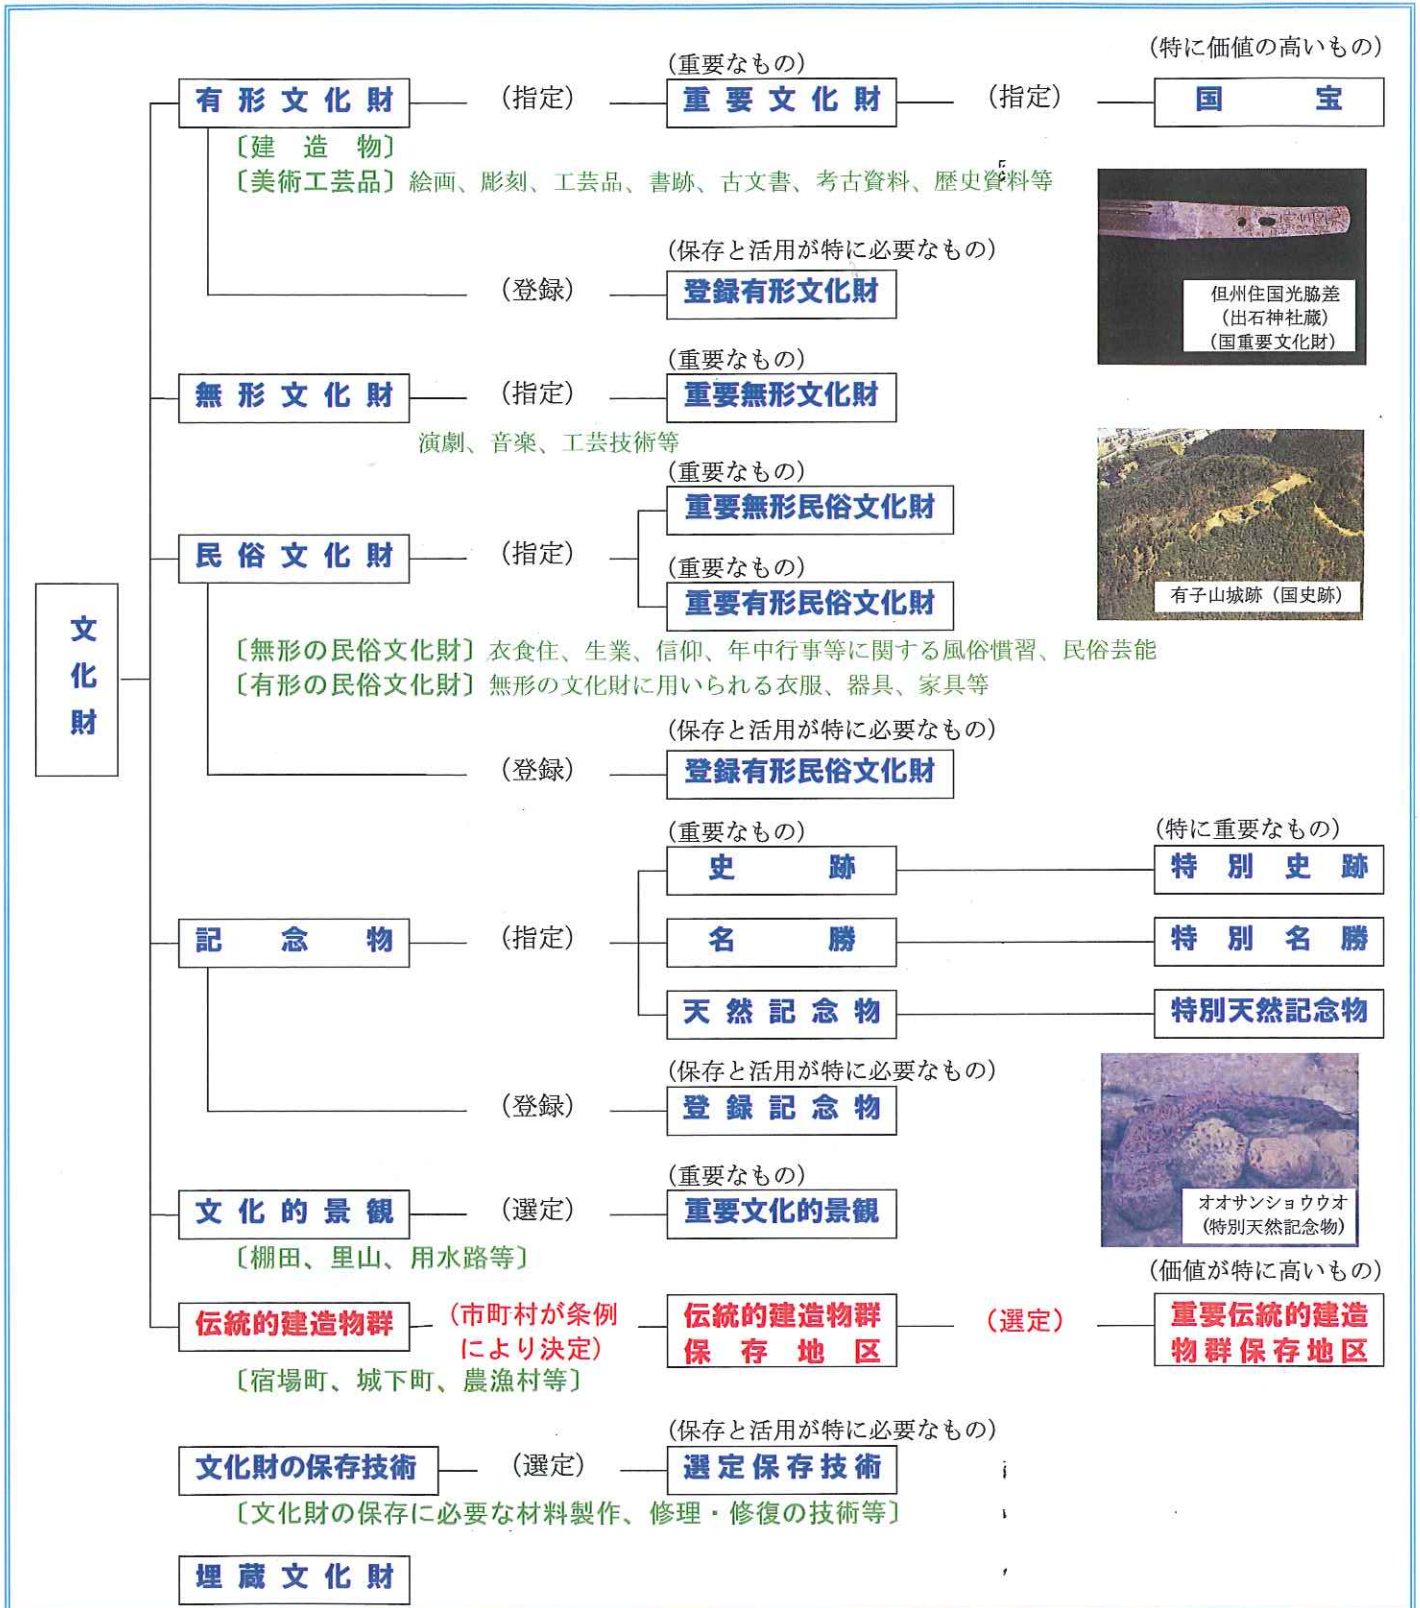 (特に価値の高いもの)
(重要なもの)
有形文化財 (指定) 重要文化財 (指定) 国宝
〔建造物〕
〔美術工芸品〕絵画、彫刻、工芸品、書跡、古文書、考古資料、歴史資料等
(保存と活用が特に必要なもの)
(登録) 登録有形文化財
但州住国光脇差
(出石神社蔵)
(国重要文化財)
(重要なもの)
無形文化財 (指定) 重要無形文化財
演劇、音楽、工芸技術等
(重要なもの)
重要無形民俗文化財
民俗文化財 (指定)
(重要なもの)
重要有形民俗文化財
有子山城跡(国史跡)
文化財
〔無形の民俗文化財〕衣食住、生業、信仰、年中行事等に関する風俗慣習、民俗芸能
〔有形の民俗文化財〕無形の文化財に用いられる衣服、器具、家具等
(保存と活用が特に必要なもの)
(登録) 登録有形民俗文化財
(重要なもの) (特に重要なもの)
史跡 特別史跡
記念物 (指定) 名勝 特別名勝
天然記念物 特別天然記念物
(保存と活用が特に必要なもの)
(登録) 登録記念物
オオサンショウウオ
(特別天然記念物)
(重要なもの)
文化的景観 (選定) 重要文化的景観
〔棚田、里山、用水路等〕
(価値が特に高いもの)
伝統的建造物群 (市町村が条例 伝統的建造物群 (選定) 重要伝統的建造
により決定) 保存地区 物群保存地区
〔宿場町、城下町、農漁村等〕
(保存と活用が特に必要なもの)
文化財の保存技術 (選定) 選定保存技術
〔文化財の保存に必要な材料製作、修理・修復の技術等〕
埋蔵文化財